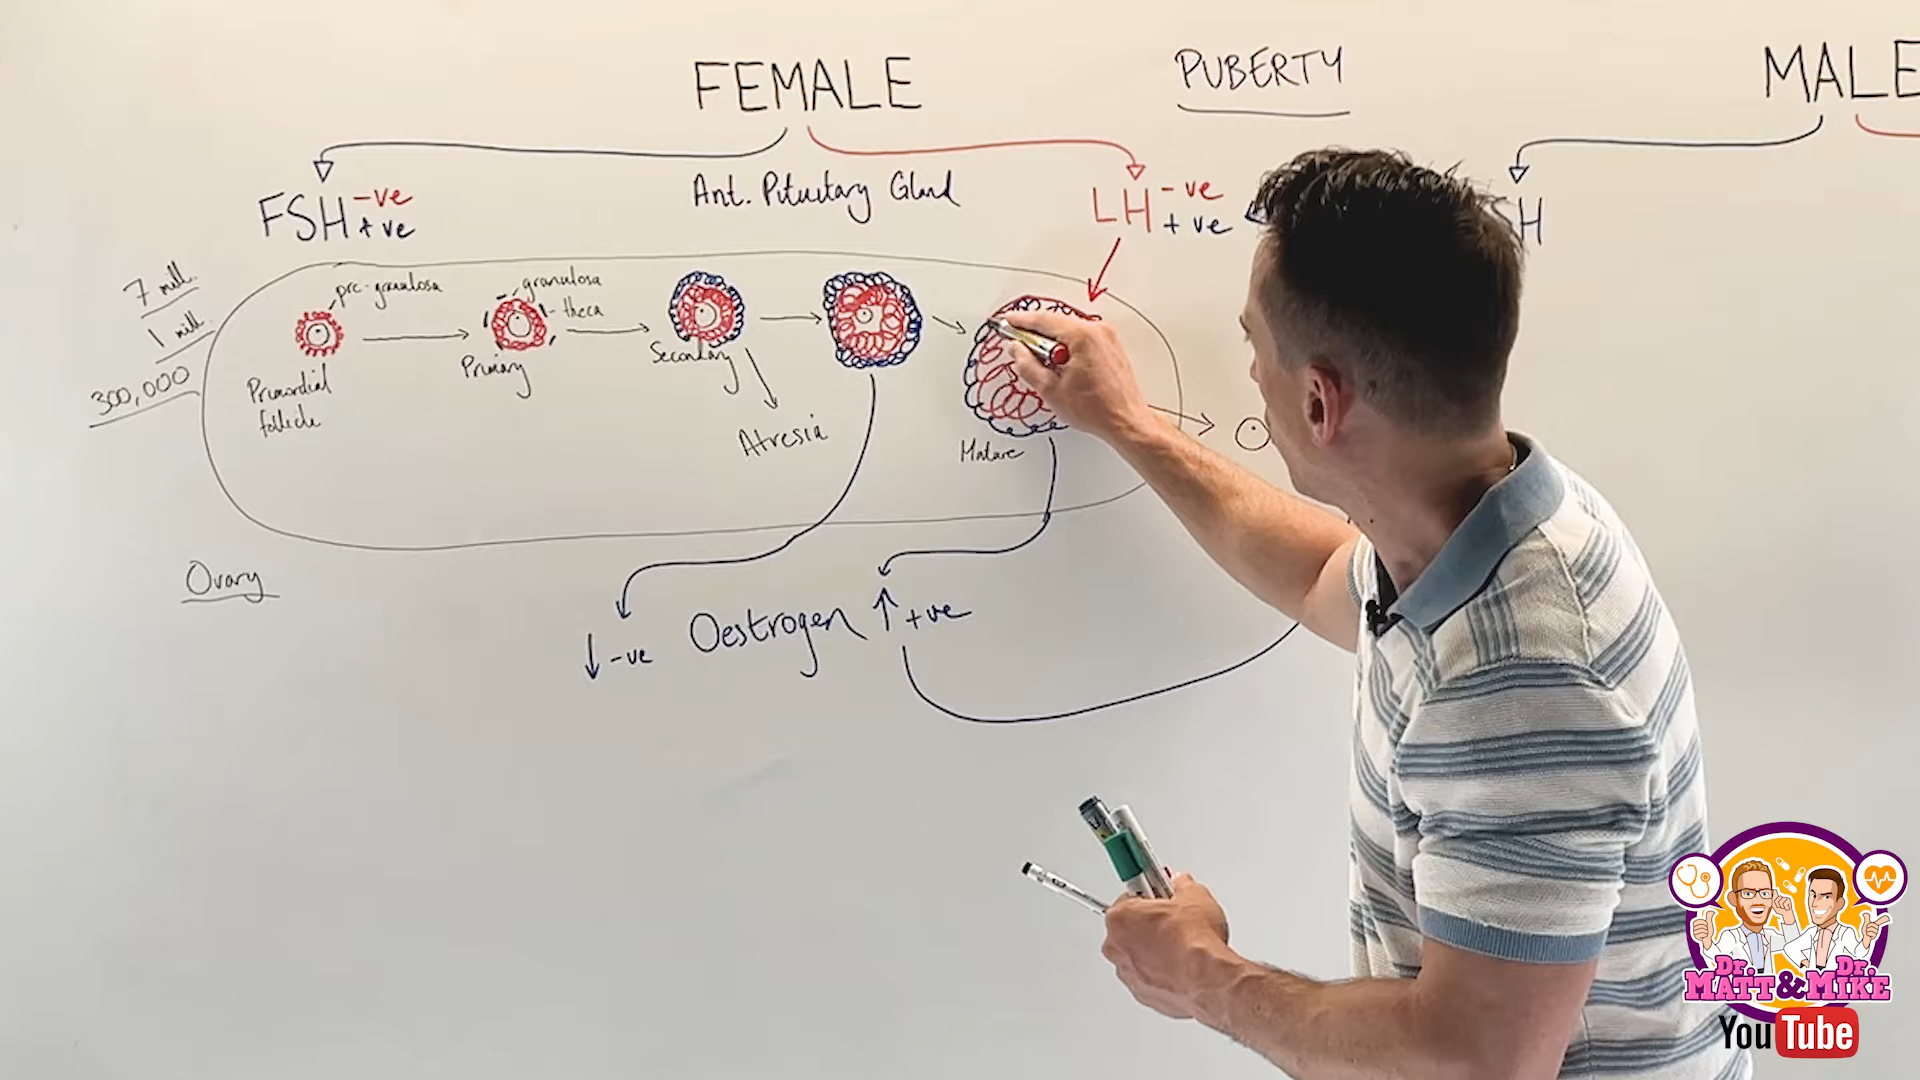 FEMALE
PUBERTY
MALE
Ant. Pituitary Gland
FSH -ve
+ve
LH -ve
+ve
SH
7 mill.
1 mill.
300,000
pre-granulosa
granulosa
theca
Primordial
follicle
Primary
Secondary
Atresia
Mature
Ovary
↓ -ve Oestrogen ↑ +ve
Dr. Dr.
MATT & MIKE
YouTube